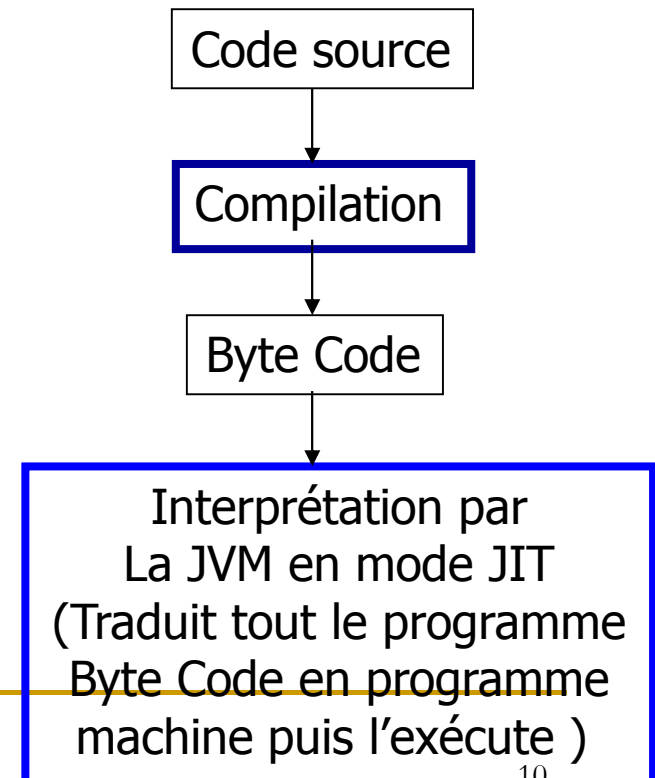 Code source
Compilation
Byte Code
Interprétation par
La JVM en mode JIT
(Traduit tout le programme
Byte Code en programme
machine puis l'exécute )
10